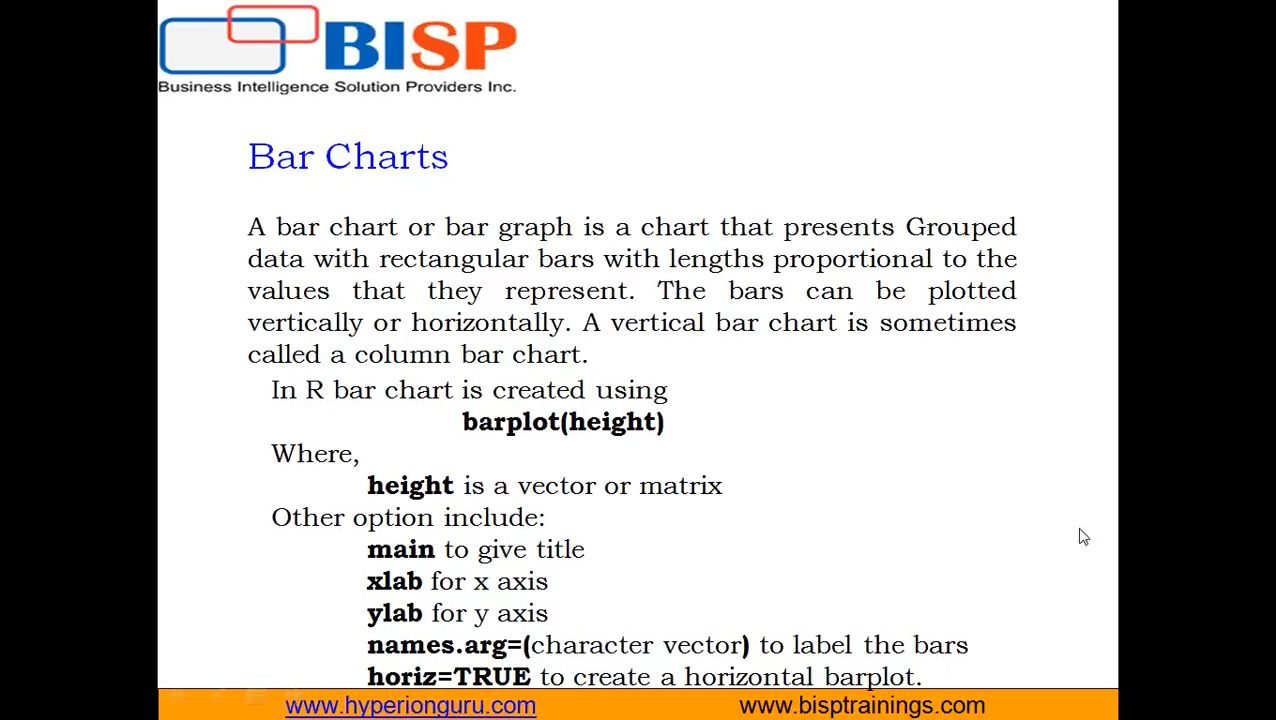 BISP
Business Intelligence Solution Providers Inc.
Bar Charts
A bar chart or bar graph is a chart that presents Grouped
data with rectangular bars with lengths proportional to the
values that they represent. The bars can be plotted
vertically or horizontally. A vertical bar chart is sometimes
called a column bar chart.
In R bar chart is created using
barplot(height)
Where,
height is a vector or matrix
Other option include:
main to give title
xlab for x axis
ylab for y axis
names.arg=(character vector) to label the bars
horiz=TRUE to create a horizontal barplot.
www.hyperionguru.com www.bisptrainings.com